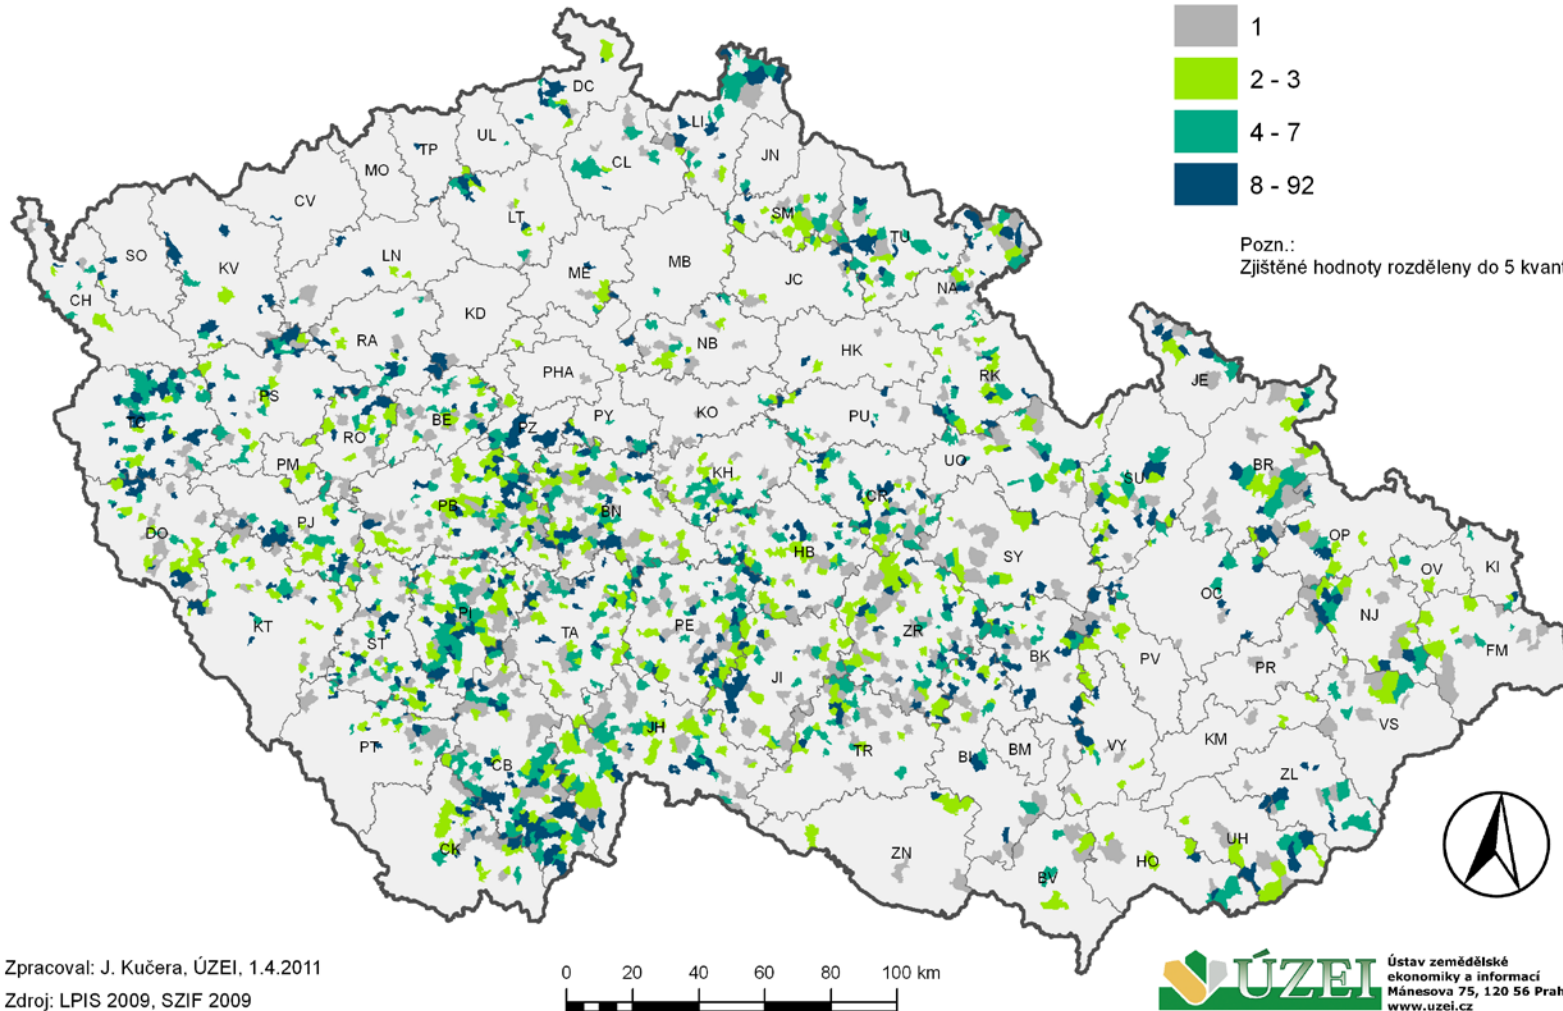 1
2 - 3
4 - 7
8 - 92
Pozn.:
Zjištěné hodnoty rozděleny do 5 kvant
DC
LI
UL
TP
MO
CL
JN
CV
LT
SM
TU
SO
KV
LN
ME
MB
JC
NA
CH
KD
RA
NB
HK
PHA
RK
JE
PS
TC
BE
RO
PZ
PY
KO
PU
PM
KH
UO
SU
BR
PB
BN
CR
DO
PJ
HB
SY
OP
OV
KI
OC
NJ
KT
PI
ST
TA
PE
ZR
BK
PV
PR
FM
JI
PT
JH
TR
VS
CB
BI
BM
VY
KM
ZL
CK
ZN
BV
HO
UH
Zpracoval: J. Kučera, ÚZEI, 1.4.2011
Zdroj: LPIS 2009, SZIF 2009
0 20 40 60 80 100 km
ÚZEI
Ústav zemědělské
ekonomiky a informací
Mánesova 75, 120 56 Prah
www.uzei.cz